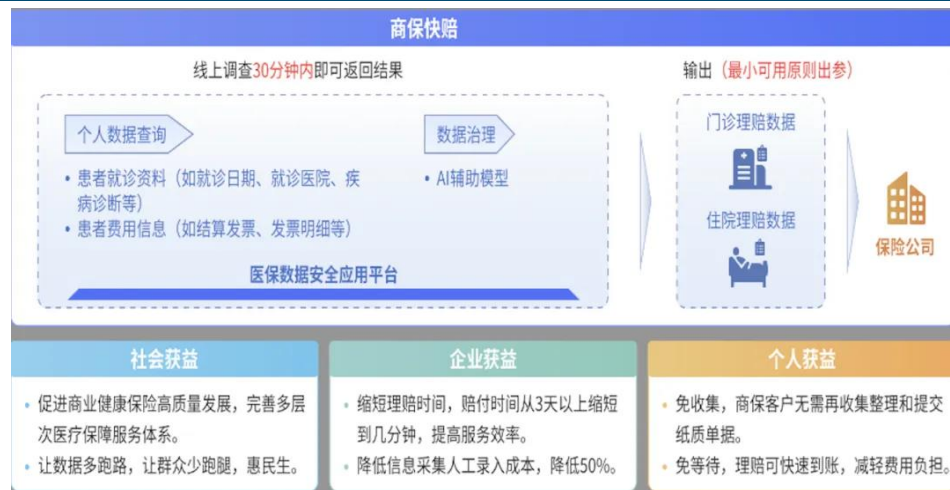 商保快赔
线上调查30分钟内即可返回结果
输出（最小可用原则出参）
个人数据查询
数据治理
• 患者就诊资料（如就诊日期、就诊医院、疾
病诊断等）
• 患者费用信息（如结算发票、发票明细等）
• AI辅助模型
医保数据安全应用平台
门诊理赔数据
住院理赔数据
保险公司
社会获益
• 促进商业健康保险高质量发展，完善多层
次医疗保障服务体系。
• 让数据多跑路，让群众少跑腿，惠民生。
企业获益
• 缩短理赔时间，赔付时间从3天以上缩短
到几分钟，提高服务效率。
• 降低信息采集人工录入成本，降低50%。
个人获益
• 免收集，商保客户无需再收集整理和提交
纸质单据。
• 免等待，理赔可快速到账，减轻费用负担。